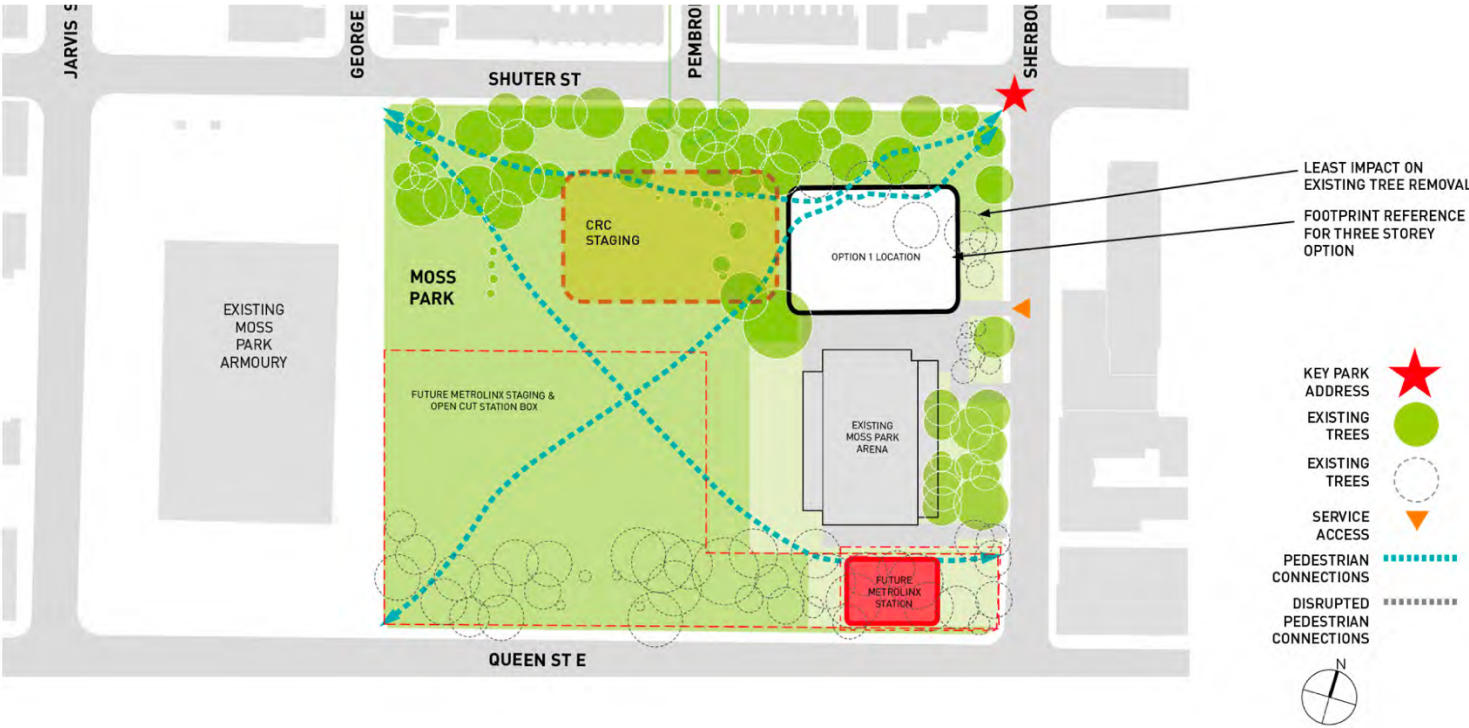 JARVIS S
GEORGE
PEMBRO
SHERBOU
SHUTER ST
LEAST IMPACT ON
EXISTING TREE REMOVAL
FOOTPRINT REFERENCE
FOR THREE STOREY
OPTION
CRC
STAGING
OPTION 1 LOCATION
MOSS
PARK
EXISTING
MOSS
PARK
ARMOURY
FUTURE METROLINX STAGING &
OPEN CUT STATION BOX
EXISTING
MOSS PARK
ARENA
FUTURE
METROLINX
STATION
QUEEN ST E
KEY PARK
ADDRESS
EXISTING
TREES
EXISTING
TREES
SERVICE
ACCESS
PEDESTRIAN
CONNECTIONS
DISRUPTED
PEDESTRIAN
CONNECTIONS
N